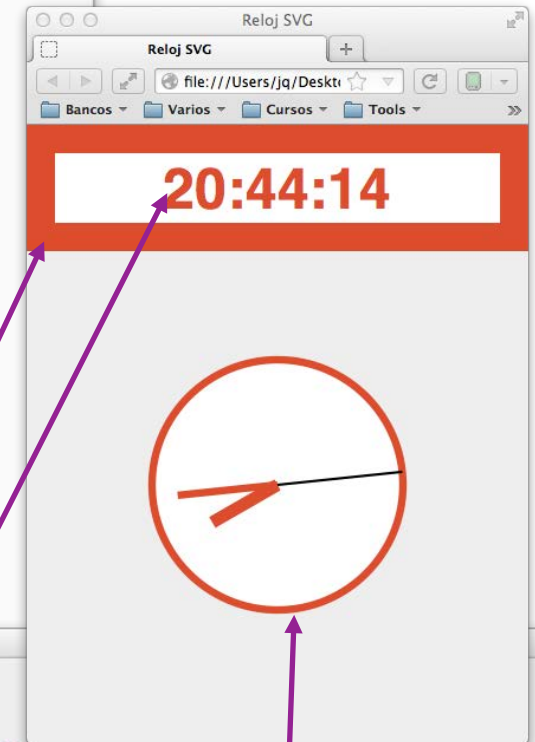 Reloj SVG
Reloj SVG
file:///Users/jq/Deskt
Bancos Varios Cursos Tools
20:44:14